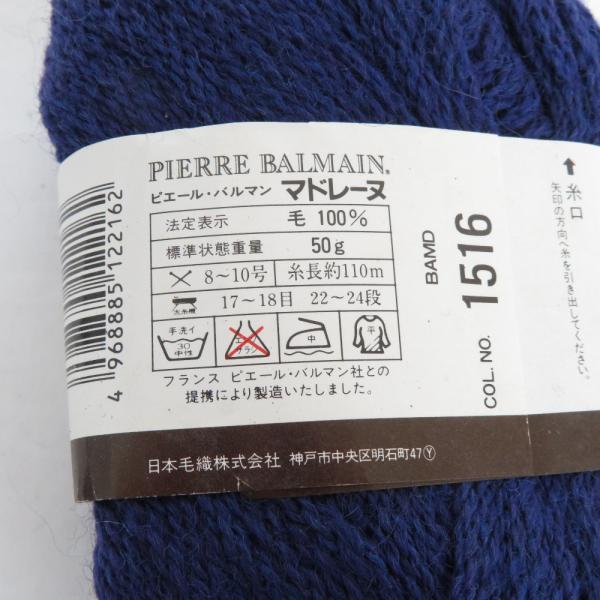 PIERRE BALMAIN®
ピエール・バルマン マドレーヌ
法定表示 毛 100%
標準状態重量 50g
8～10号 糸長約110m
17～18目 22～24段
手洗イ
30
中性
エンソ
中
平
フランス ピエール・バルマン社との
提携により製造いたしました。
日本毛織株式会社 神戸市中央区明石町47Ⓨ
4968885122162
BAMD
COL. NO. 1516
↑糸口
矢印の方向へ糸を引き出してください。